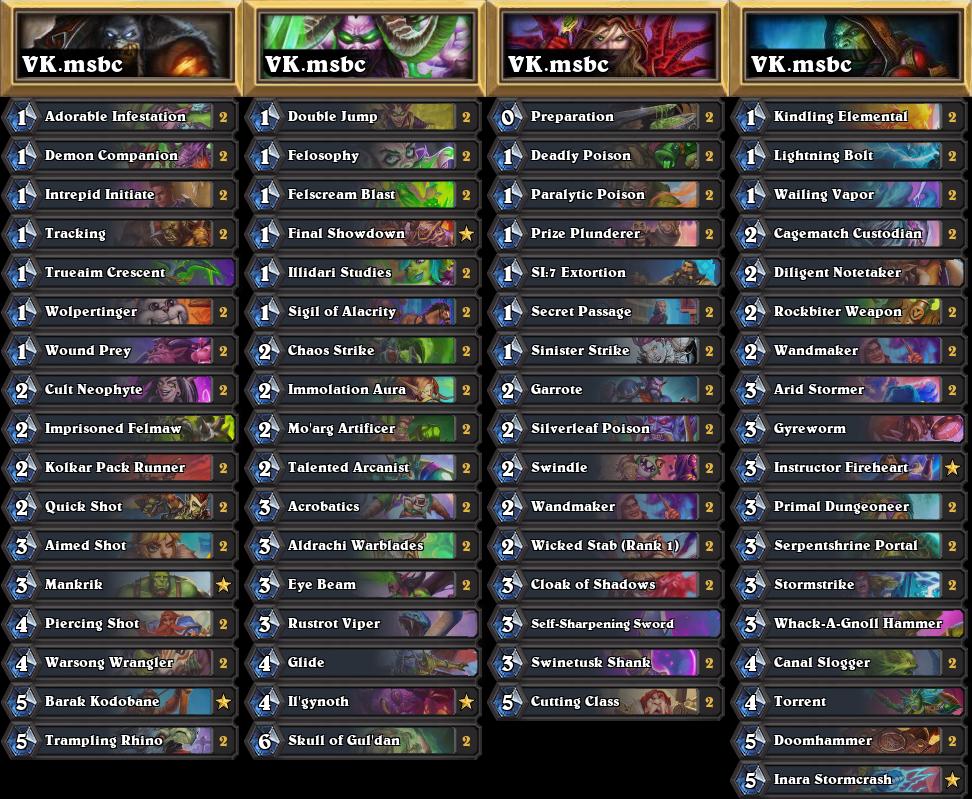 VK.msbc
1 Adorable Infestation 2
1 Demon Companion 2
1 Intrepid Initiate 2
1 Tracking 2
1 Trueaim Crescent
1 Wolpertinger 2
1 Wound Prey 2
2 Cult Neophyte 2
2 Imprisoned Felmaw
2 Kolkar Pack Runner 2
2 Quick Shot 2
3 Aimed Shot 2
3 Mankrik
4 Piercing Shot 2
4 Warsong Wrangler 2
5 Barak Kodobane
5 Trampling Rhino 2
VK.msbc
1 Double Jump 2
1 Felosophy 2
1 Felscream Blast 2
1 Final Showdown
1 Illidari Studies 2
1 Sigil of Alacrity 2
2 Chaos Strike 2
2 Immolation Aura 2
2 Mo'arg Artificer 2
2 Talented Arcanist 2
3 Acrobatics 2
3 Aldrachi Warblades 2
3 Eye Beam 2
3 Rustrot Viper
4 Glide
4 Il'gynoth
6 Skull of Gul'dan 2
VK.msbc
0 Preparation 2
1 Deadly Poison 2
1 Paralytic Poison 2
1 Prize Plunderer 2
1 SI:7 Extortion
1 Secret Passage 2
1 Sinister Strike 2
2 Garrote 2
2 Silverleaf Poison 2
2 Swindle 2
2 Wandmaker 2
2 Wicked Stab (Rank 1) 2
3 Cloak of Shadows 2
3 Self-Sharpening Sword
3 Swinetusk Shank 2
5 Cutting Class 2
VK.msbc
1 Kindling Elemental 2
1 Lightning Bolt 2
1 Wailing Vapor 2
2 Cagematch Custodian 2
2 Diligent Notetaker
2 Rockbiter Weapon 2
2 Wandmaker 2
3 Arid Stormer 2
3 Gyreworm
3 Instructor Fireheart
3 Primal Dungeoneer 2
3 Serpentshrine Portal 2
3 Stormstrike 2
3 Whack-A-Gnoll Hammer
4 Canal Slogger 2
4 Torrent
5 Doomhammer 2
5 Inara Stormcrash